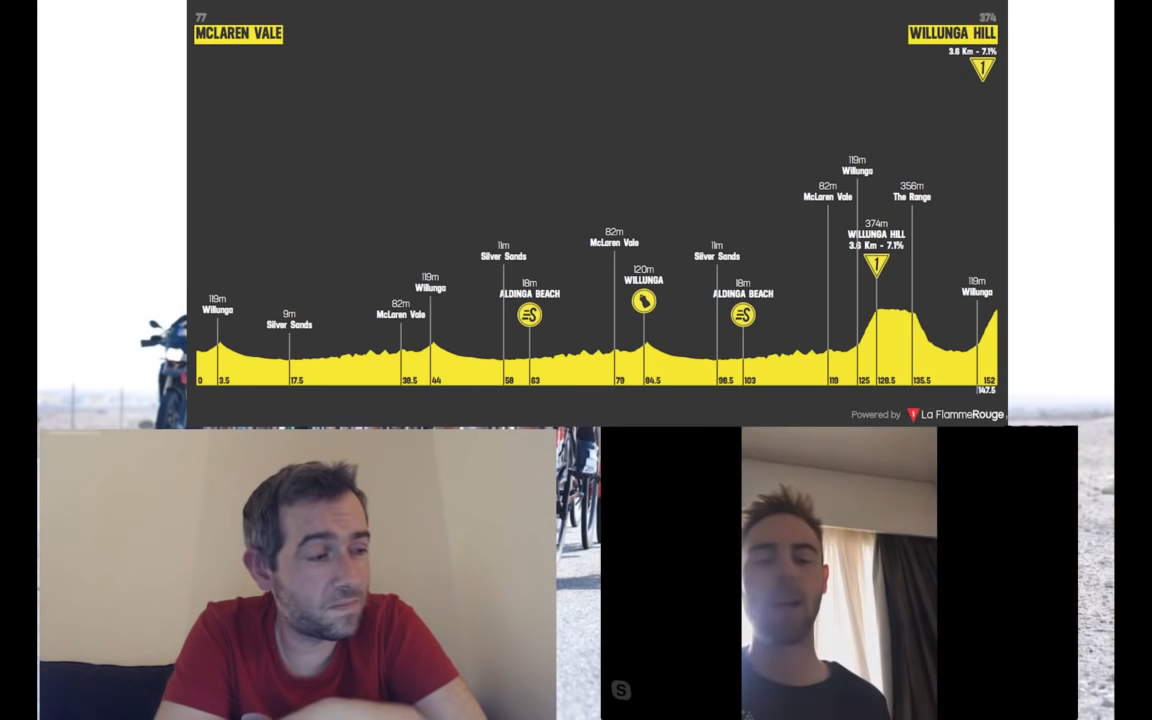 77
MCLAREN VALE
374
WILLUNGA HILL
3.6 Km - 7.1%
1
119m
Willunga
9m
Silver Sands
82m
McLaren Vale
119m
Willunga
11m
Silver Sands
18m
ALDINGA BEACH
S
82m
McLaren Vale
120m
WILLUNGA
11m
Silver Sands
18m
ALDINGA BEACH
S
82m
McLaren Vale
119m
Willunga
374m
WILLUNGA HILL
3.6 Km - 7.1%
1
356m
The Range
119m
Willunga
0 3.5 17.5 38.5 44 58 63 79 84.5 98.5 103 119 125 128.5 135.5 152
147.5
Powered by La FlammeRouge
S